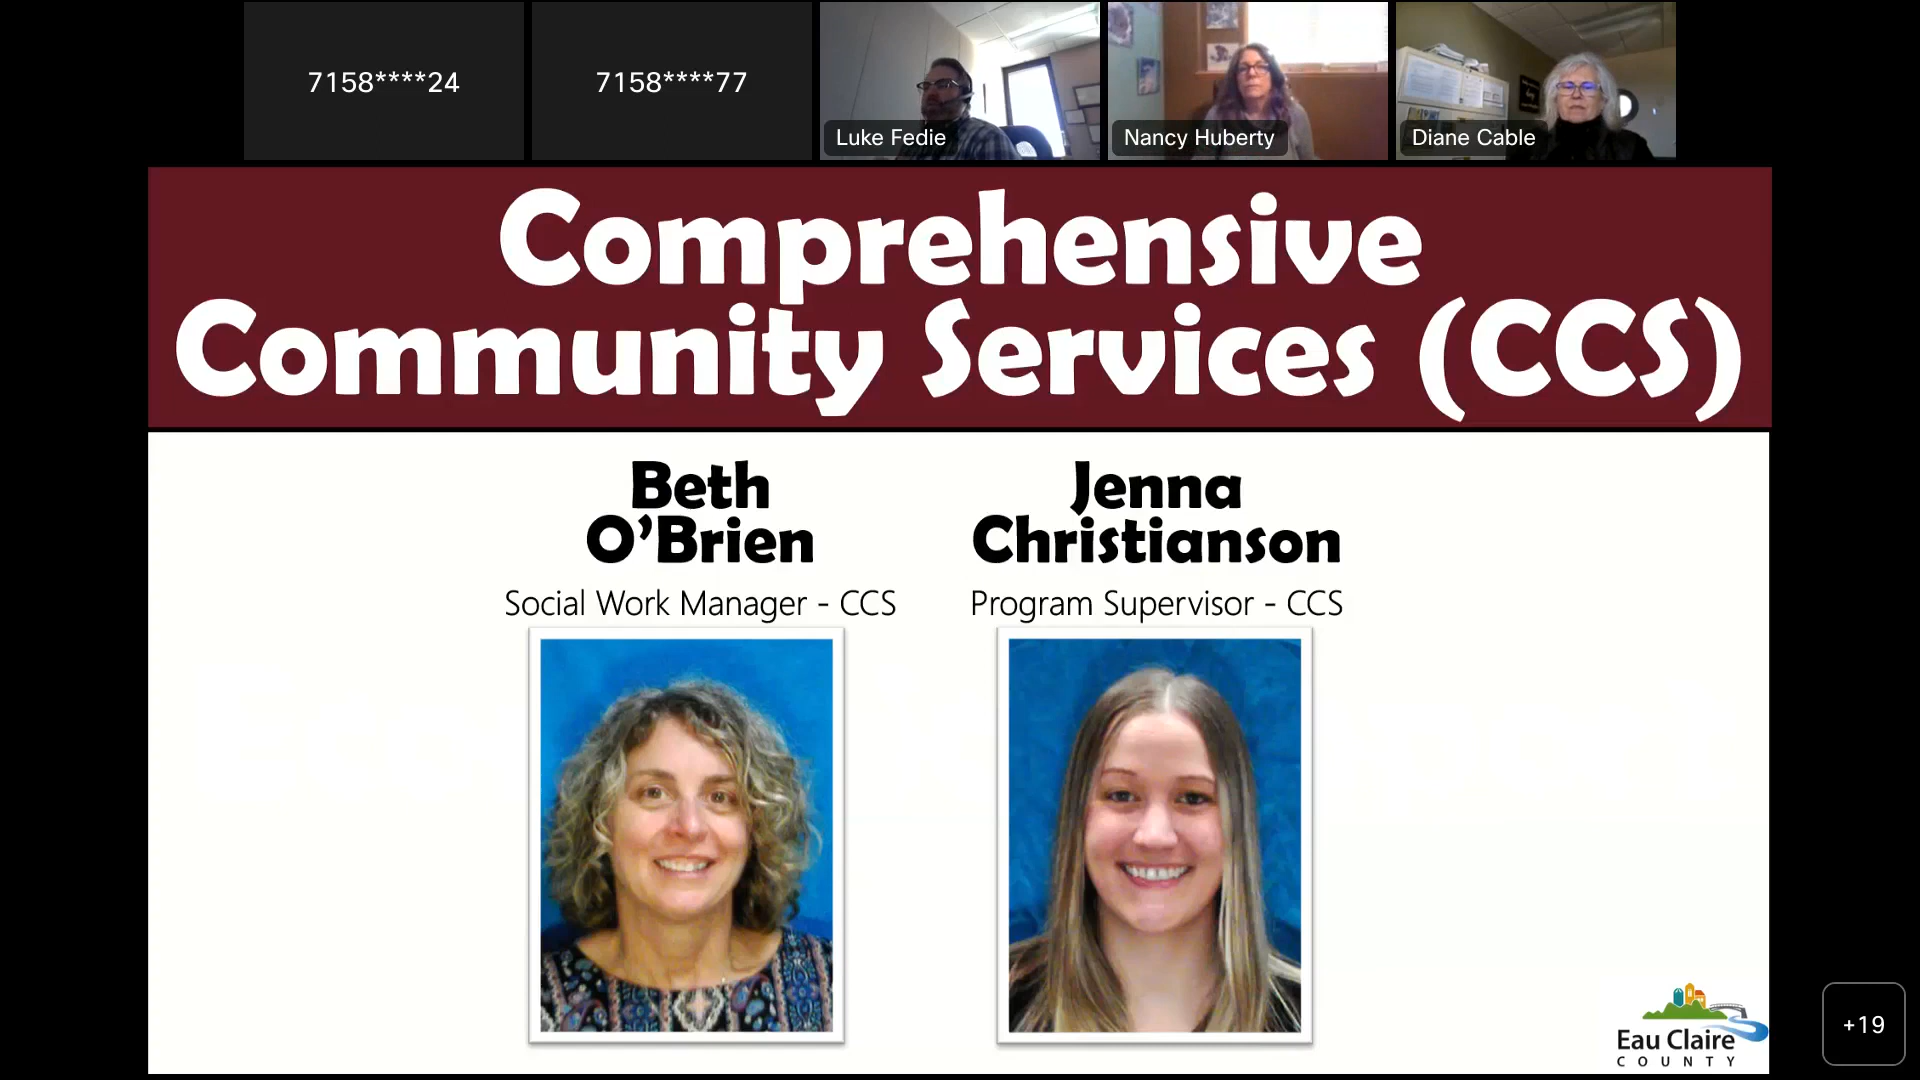 7158****24
7158****77
Luke Fedie
Nancy Huberty
Diane Cable
Comprehensive
Community Services (CCS)
Beth
O’Brien
Social Work Manager - CCS
Jenna
Christianson
Program Supervisor - CCS
Eau Claire
COUNTY
+19